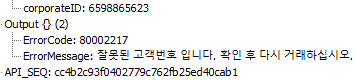 corporateID: 6598865623
Output {} (2)
ErrorCode: 80002217
ErrorMessage: 잘못된 고객번호 입니다. 확인 후 다시 거래하십시오.
API_SEQ: cc4b2c93f0402779c762fb25ed40cab1